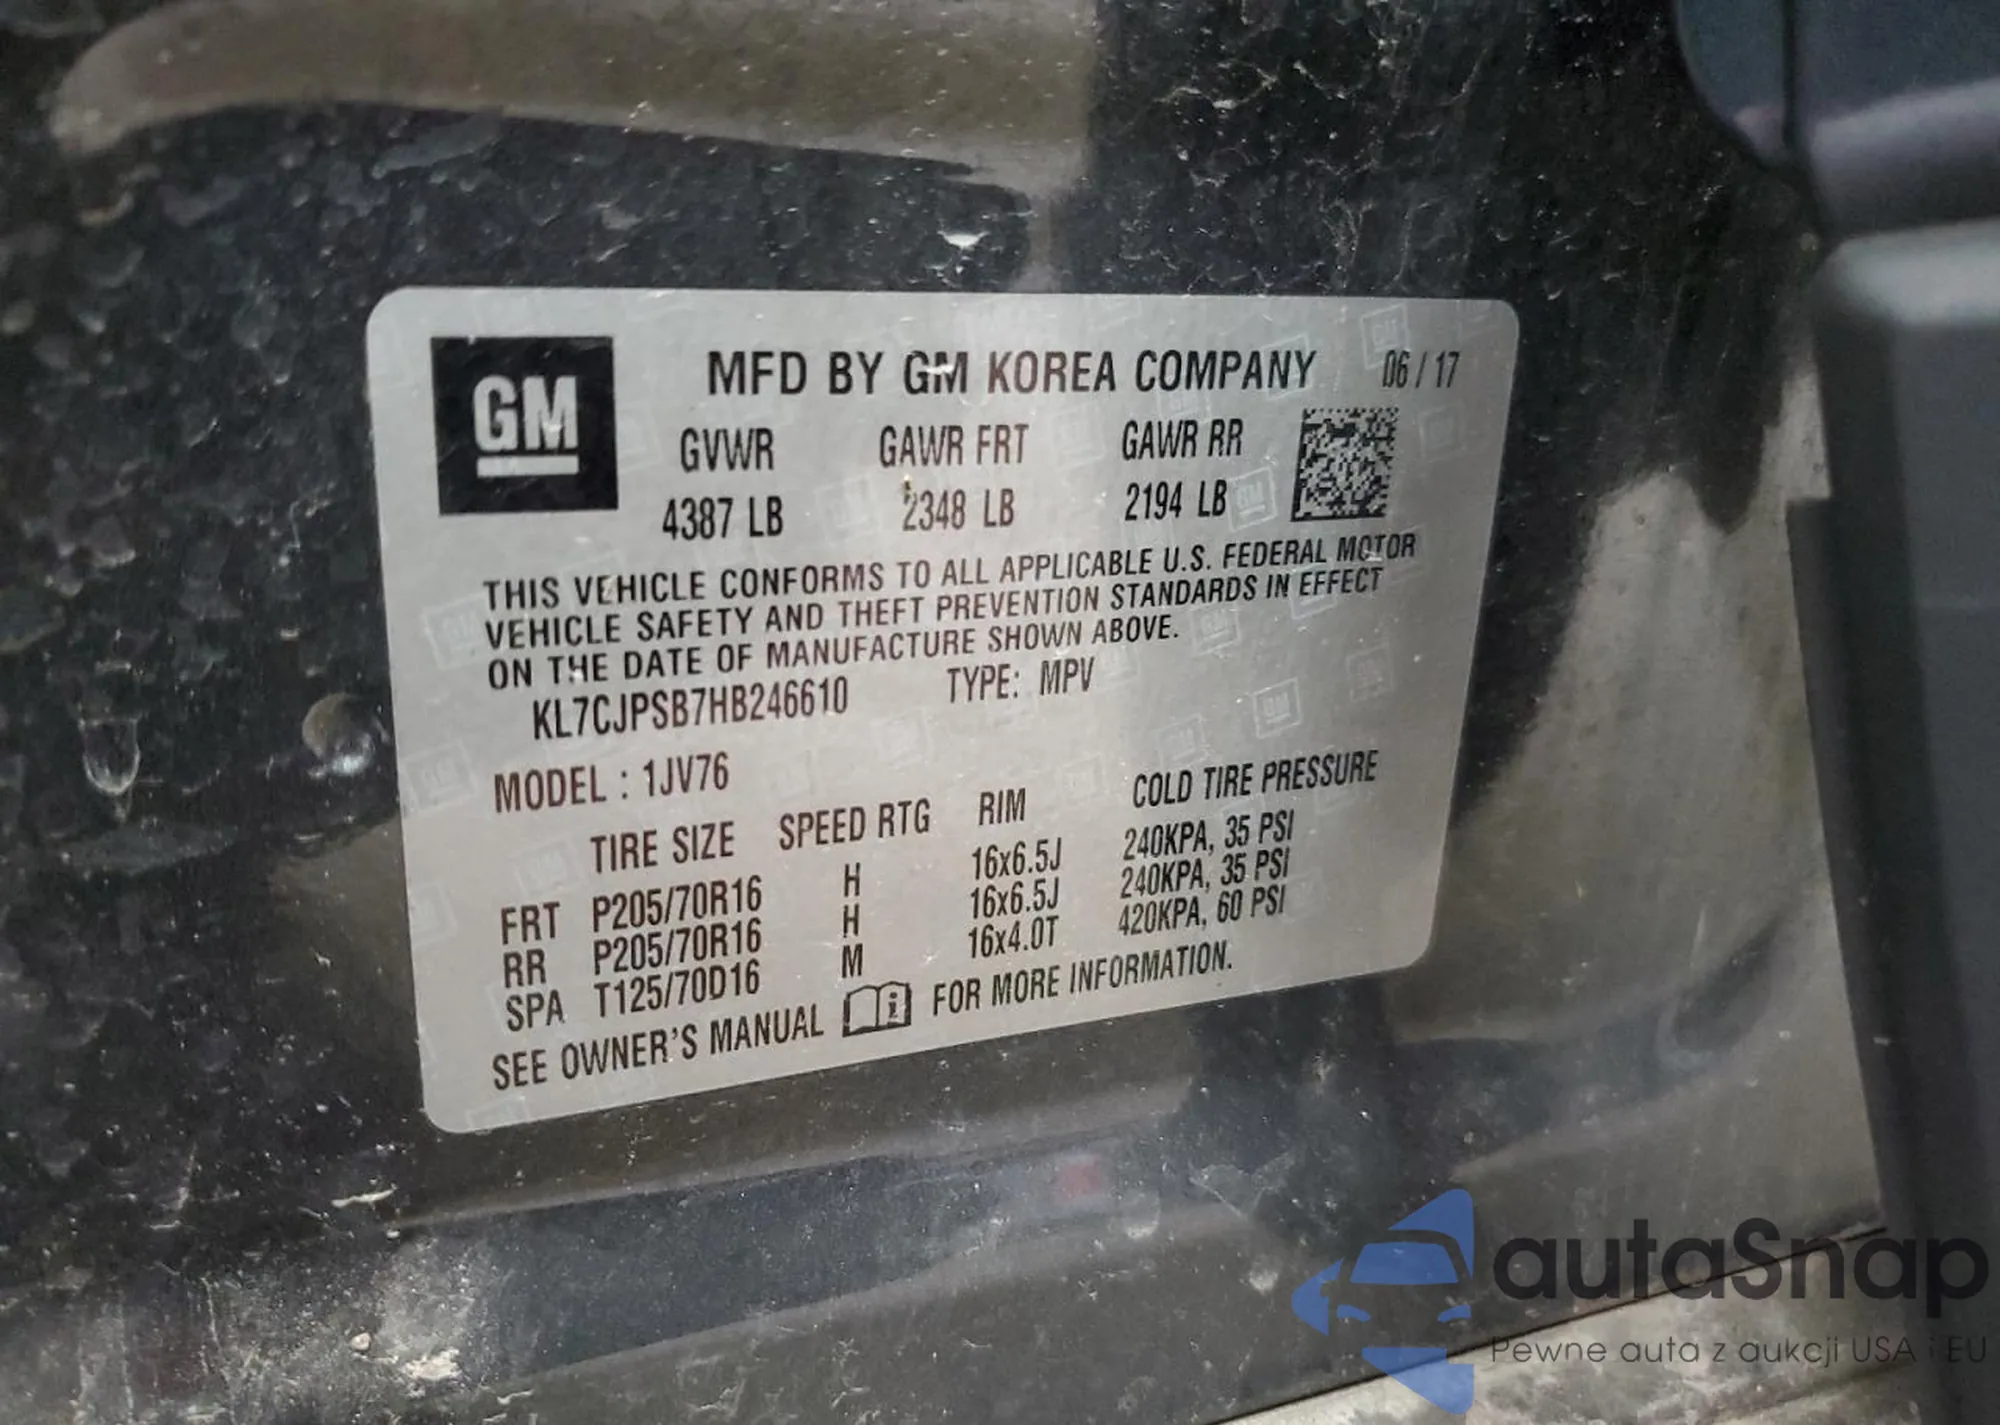 GM
MFD BY GM KOREA COMPANY 06 / 17
GVWR GAWR FRT GAWR RR
4387 LB 2348 LB 2194 LB
THIS VEHICLE CONFORMS TO ALL APPLICABLE U.S. FEDERAL MOTOR
VEHICLE SAFETY AND THEFT PREVENTION STANDARDS IN EFFECT
ON THE DATE OF MANUFACTURE SHOWN ABOVE.
KL7CJPSB7HB246610 TYPE: MPV
MODEL : 1JV76
TIRE SIZE SPEED RTG RIM COLD TIRE PRESSURE
FRT P205/70R16 H 16x6.5J 240KPA, 35 PSI
RR P205/70R16 H 16x6.5J 240KPA, 35 PSI
SPA T125/70D16 M 16x4.0T 420KPA, 60 PSI
SEE OWNER'S MANUAL i FOR MORE INFORMATION.
autaSnap
Pewne auta z aukcji USA i EU